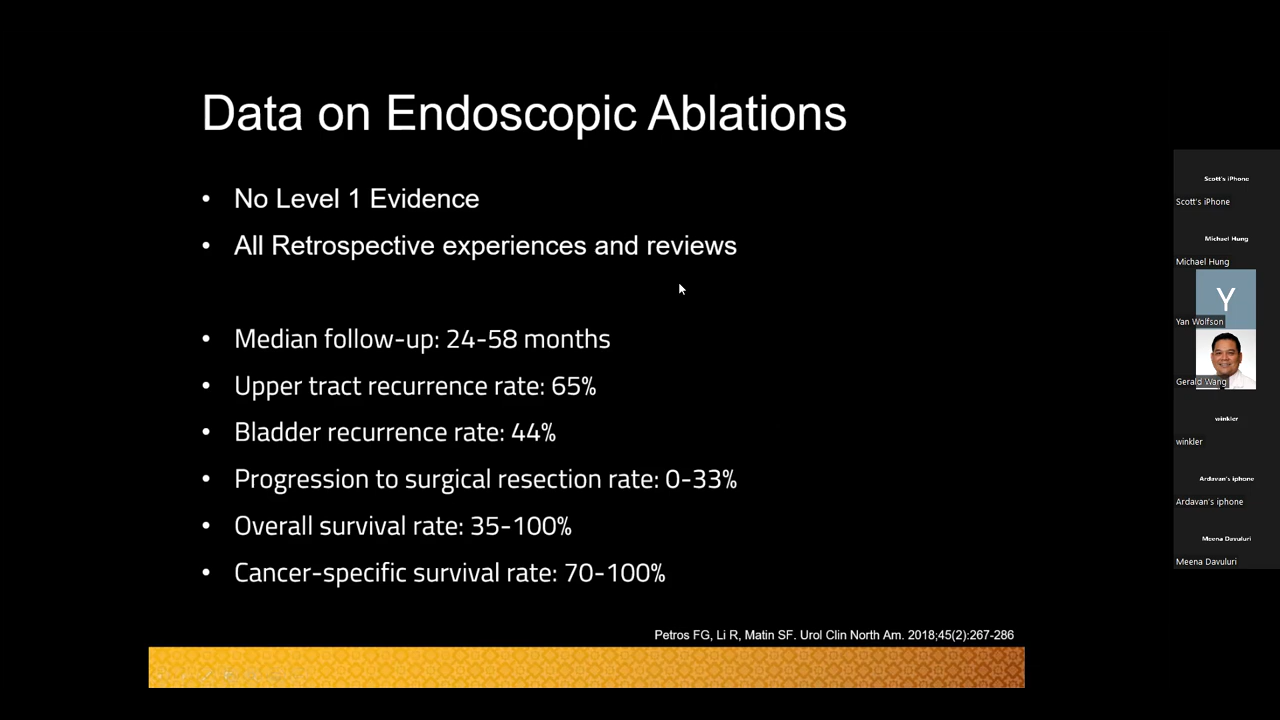 Data on Endoscopic Ablations
• No Level 1 Evidence
• All Retrospective experiences and reviews
• Median follow-up: 24-58 months
• Upper tract recurrence rate: 65%
• Bladder recurrence rate: 44%
• Progression to surgical resection rate: 0-33%
• Overall survival rate: 35-100%
• Cancer-specific survival rate: 70-100%
Petros FG, Li R, Matin SF. Urol Clin North Am. 2018;45(2):267-286
Scott's iPhone
Scott's iPhone
Michael Hung
Michael Hung
Y
Yan Wolfson
Gerald Wang
winkler
winkler
Ardavan's iphone
Ardavan's iphone
Meena Davuluri
Meena Davuluri